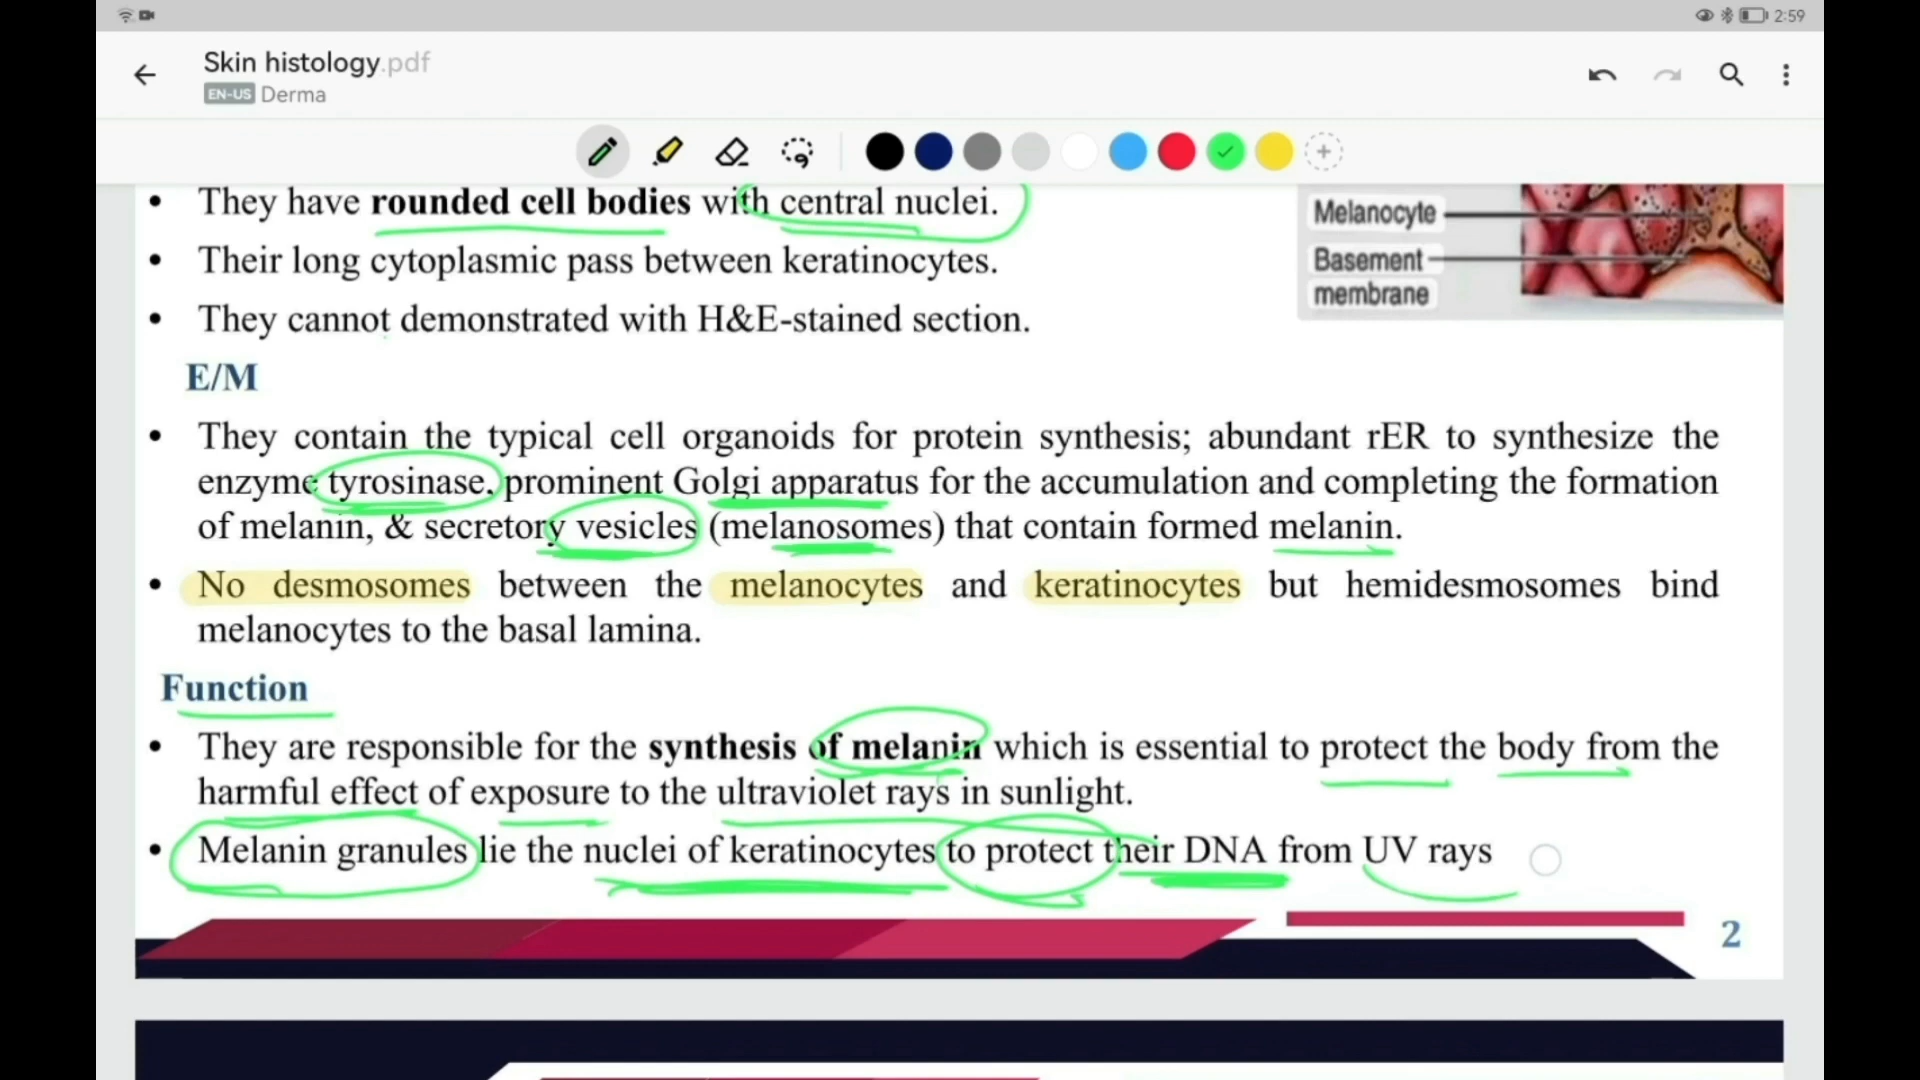 2:59
Skin histology.pdf
EN-US Derma
• They have rounded cell bodies with central nuclei.
• Their long cytoplasmic pass between keratinocytes.
• They cannot demonstrated with H&E-stained section.
Melanocyte
Basement
membrane
E/M
• They contain the typical cell organoids for protein synthesis; abundant rER to synthesize the
enzyme tyrosinase, prominent Golgi apparatus for the accumulation and completing the formation
of melanin, & secretory vesicles (melanosomes) that contain formed melanin.
• No desmosomes between the melanocytes and keratinocytes but hemidesmosomes bind
melanocytes to the basal lamina.
Function
• They are responsible for the synthesis of melanin which is essential to protect the body from the
harmful effect of exposure to the ultraviolet rays in sunlight.
• Melanin granules lie the nuclei of keratinocytes to protect their DNA from UV rays
2